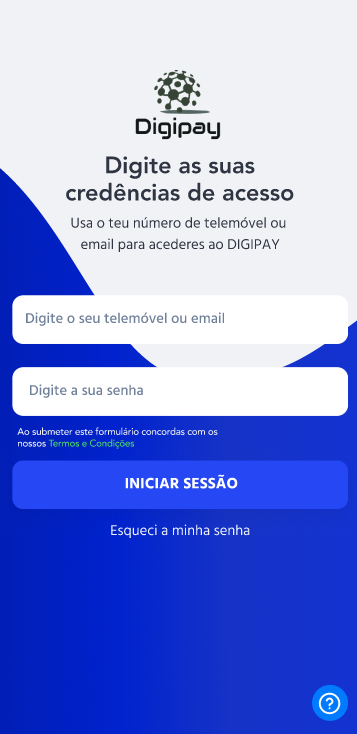 Digipay
Digite as suas
credências de acesso
Usa o teu número de telemóvel ou
email para acederes ao DIGIPAY
Digite o seu telemóvel ou email
Digite a sua senha
Ao submeter este formulário concordas com os
nossos Termos e Condições
INICIAR SESSÃO
Esqueci a minha senha
?